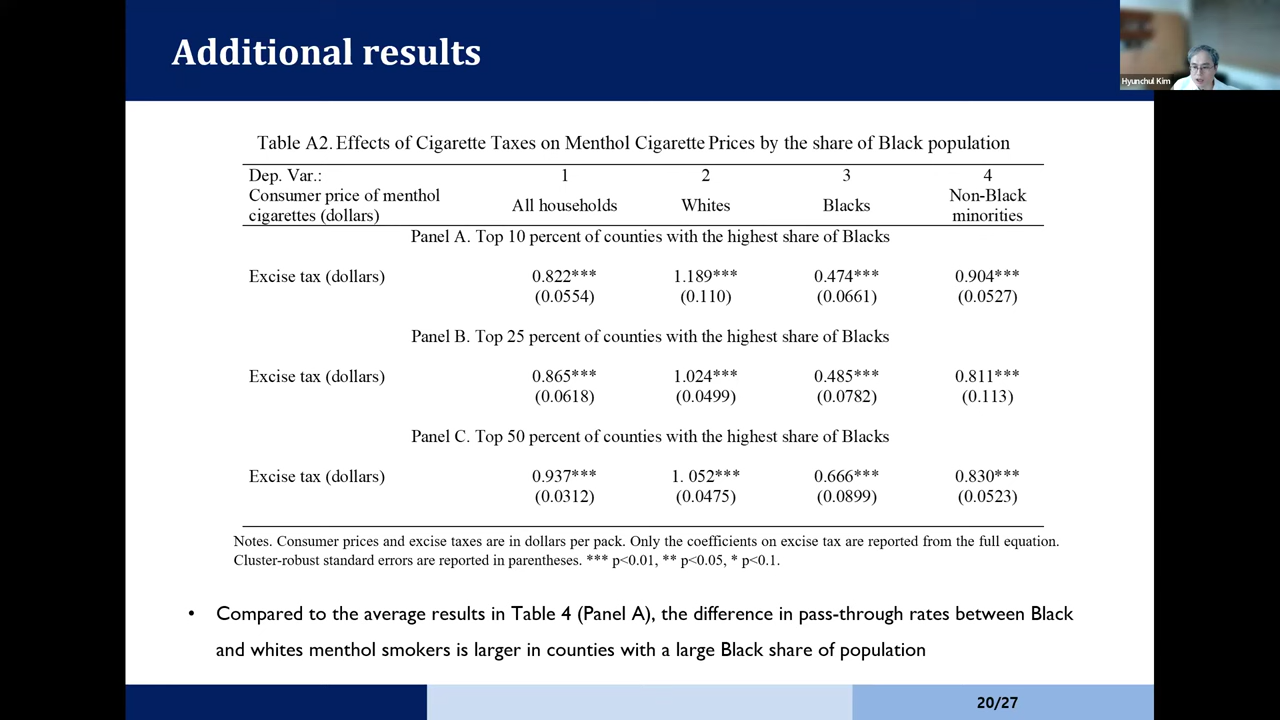 Additional results
Hyunchul Kim
Table A2. Effects of Cigarette Taxes on Menthol Cigarette Prices by the share of Black population
Dep. Var.: 1 2 3 4
Consumer price of menthol cigarettes (dollars) All households Whites Blacks Non-Black minorities
Panel A. Top 10 percent of counties with the highest share of Blacks
Excise tax (dollars) 0.822*** 1.189*** 0.474*** 0.904***
(0.0554) (0.110) (0.0661) (0.0527)
Panel B. Top 25 percent of counties with the highest share of Blacks
Excise tax (dollars) 0.865*** 1.024*** 0.485*** 0.811***
(0.0618) (0.0499) (0.0782) (0.113)
Panel C. Top 50 percent of counties with the highest share of Blacks
Excise tax (dollars) 0.937*** 1. 052*** 0.666*** 0.830***
(0.0312) (0.0475) (0.0899) (0.0523)
Notes. Consumer prices and excise taxes are in dollars per pack. Only the coefficients on excise tax are reported from the full equation.
Cluster-robust standard errors are reported in parentheses. *** p<0.01, ** p<0.05, * p<0.1.
• Compared to the average results in Table 4 (Panel A), the difference in pass-through rates between Black
and whites menthol smokers is larger in counties with a large Black share of population
20/27